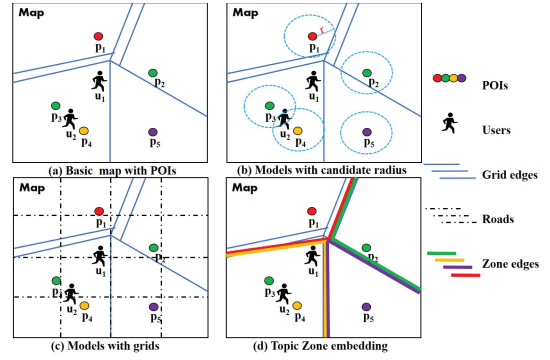 Map
p1
p2
u1
p3
u2
p4
p5
(a) Basic map with POIs
Map
r
p1
p2
u1
p3
u2
p4
p5
(b) Models with candidate radius
Map
p1
p2
u1
p3
u2
p4
p5
(c) Models with grids
Map
p1
p2
u1
p3
u2
p4
p5
(d) Topic Zone embedding
POIs
Users
Grid edges
Roads
Zone edges